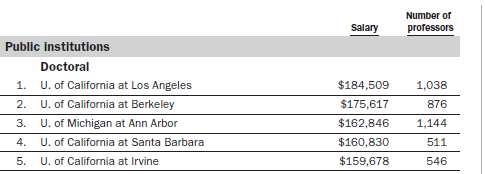 Number of
Salary professors
Public institutions
Doctoral
1. U. of California at Los Angeles $184,509 1,038
2. U. of California at Berkeley $175,617 876
3. U. of Michigan at Ann Arbor $162,846 1,144
4. U. of California at Santa Barbara $160,830 511
5. U. of California at Irvine $159,678 546